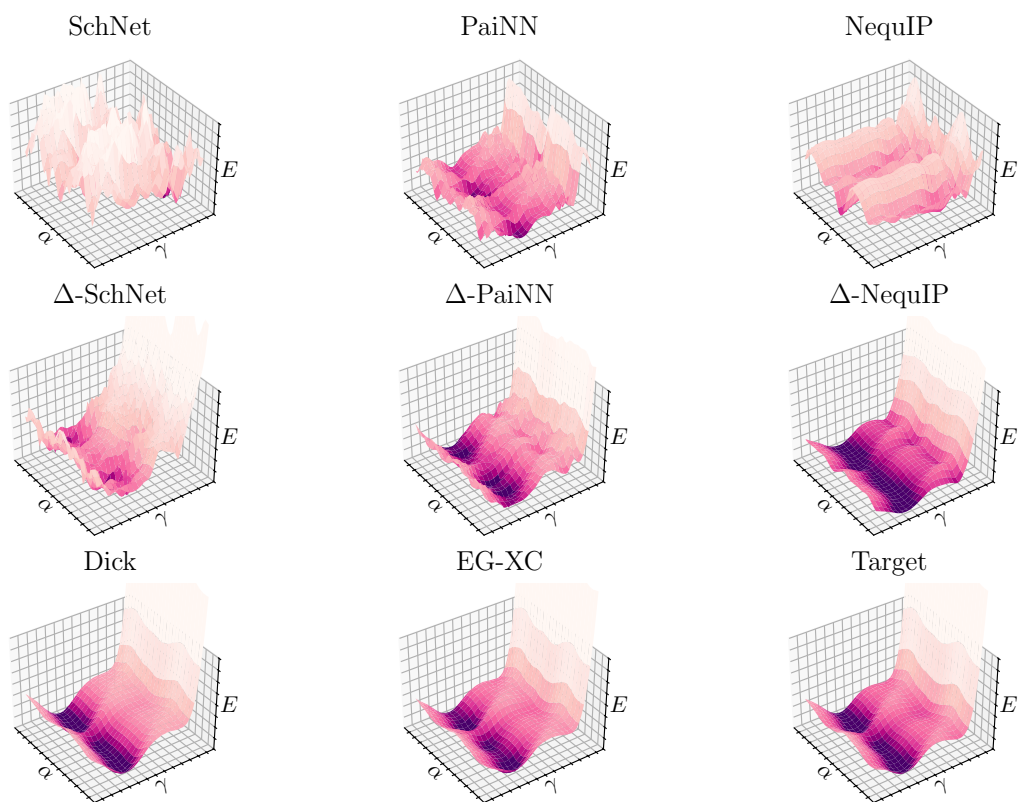 SchNet
PaiNN
NequIP
E
α
γ
E
α
γ
E
α
γ
Δ-SchNet
Δ-PaiNN
Δ-NequIP
E
α
γ
E
α
γ
E
α
γ
Dick
EG-XC
Target
E
α
γ
E
α
γ
E
α
γ